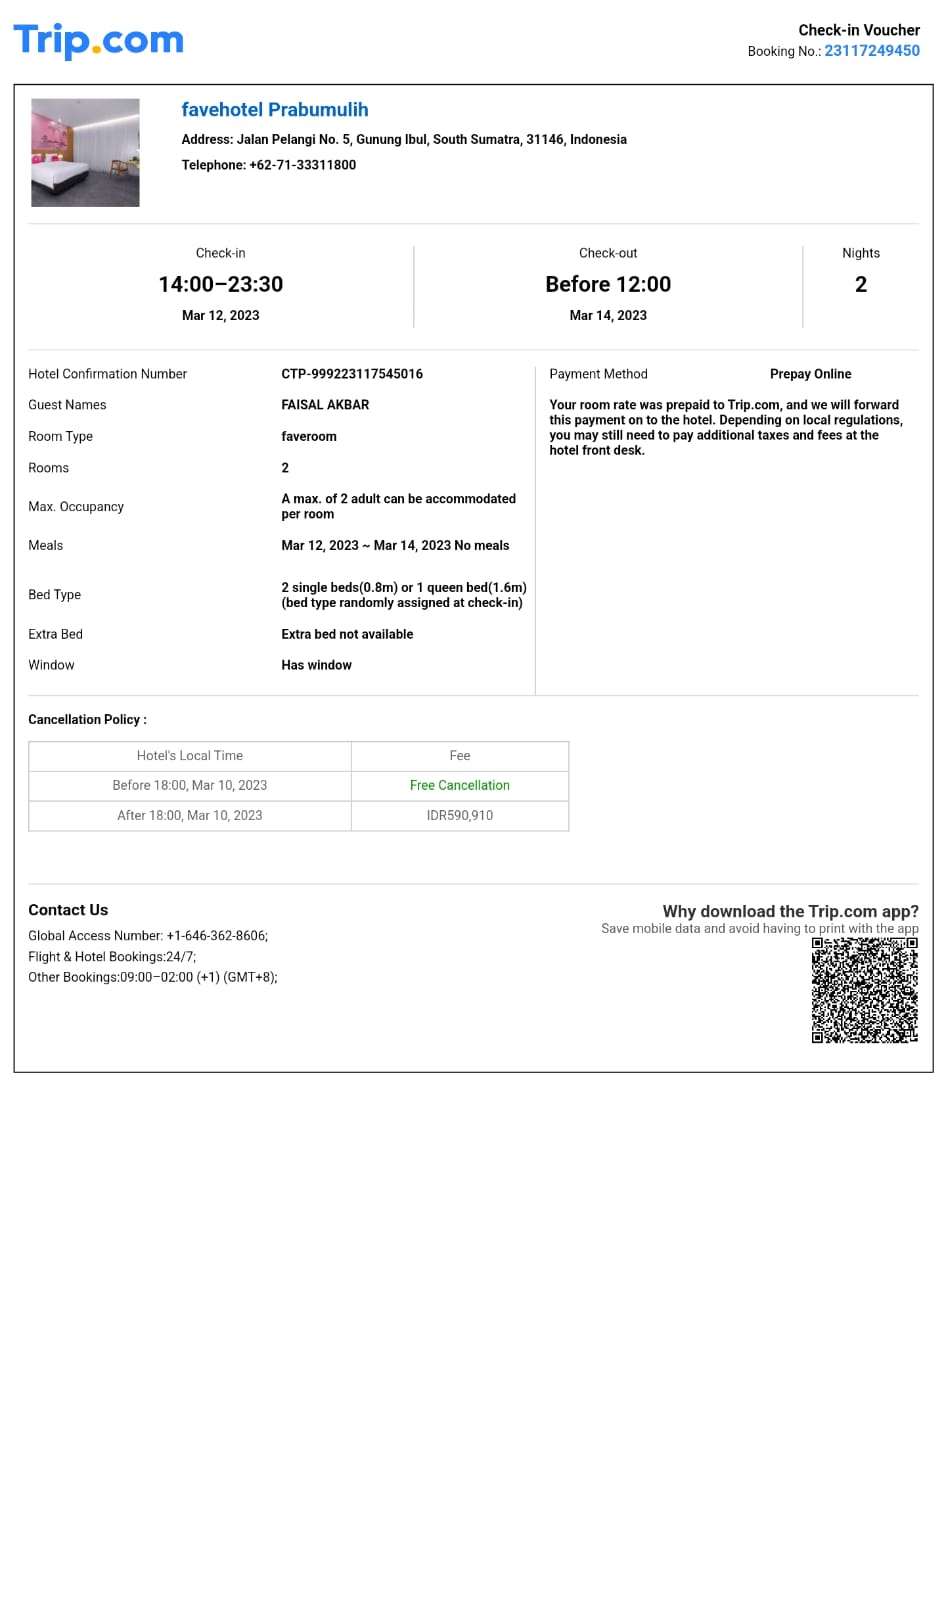 Trip.com
Check-in Voucher
Booking No.: 23117249450
favehotel Prabumulih
Address: Jalan Pelangi No. 5, Gunung Ibul, South Sumatra, 31146, Indonesia
Telephone: +62-71-33311800
Check-in
14:00–23:30
Mar 12, 2023
Check-out
Before 12:00
Mar 14, 2023
Nights
2
Hotel Confirmation Number CTP-999223117545016
Guest Names FAISAL AKBAR
Room Type faveroom
Rooms 2
Max. Occupancy A max. of 2 adult can be accommodated
per room
Meals Mar 12, 2023 ~ Mar 14, 2023 No meals
Bed Type 2 single beds(0.8m) or 1 queen bed(1.6m)
(bed type randomly assigned at check-in)
Extra Bed Extra bed not available
Window Has window
Payment Method Prepay Online
Your room rate was prepaid to Trip.com, and we will forward
this payment on to the hotel. Depending on local regulations,
you may still need to pay additional taxes and fees at the
hotel front desk.
Cancellation Policy :
Hotel's Local Time Fee
Before 18:00, Mar 10, 2023 Free Cancellation
After 18:00, Mar 10, 2023 IDR590,910
Contact Us
Global Access Number: +1-646-362-8606;
Flight & Hotel Bookings:24/7;
Other Bookings:09:00–02:00 (+1) (GMT+8);
Why download the Trip.com app?
Save mobile data and avoid having to print with the app